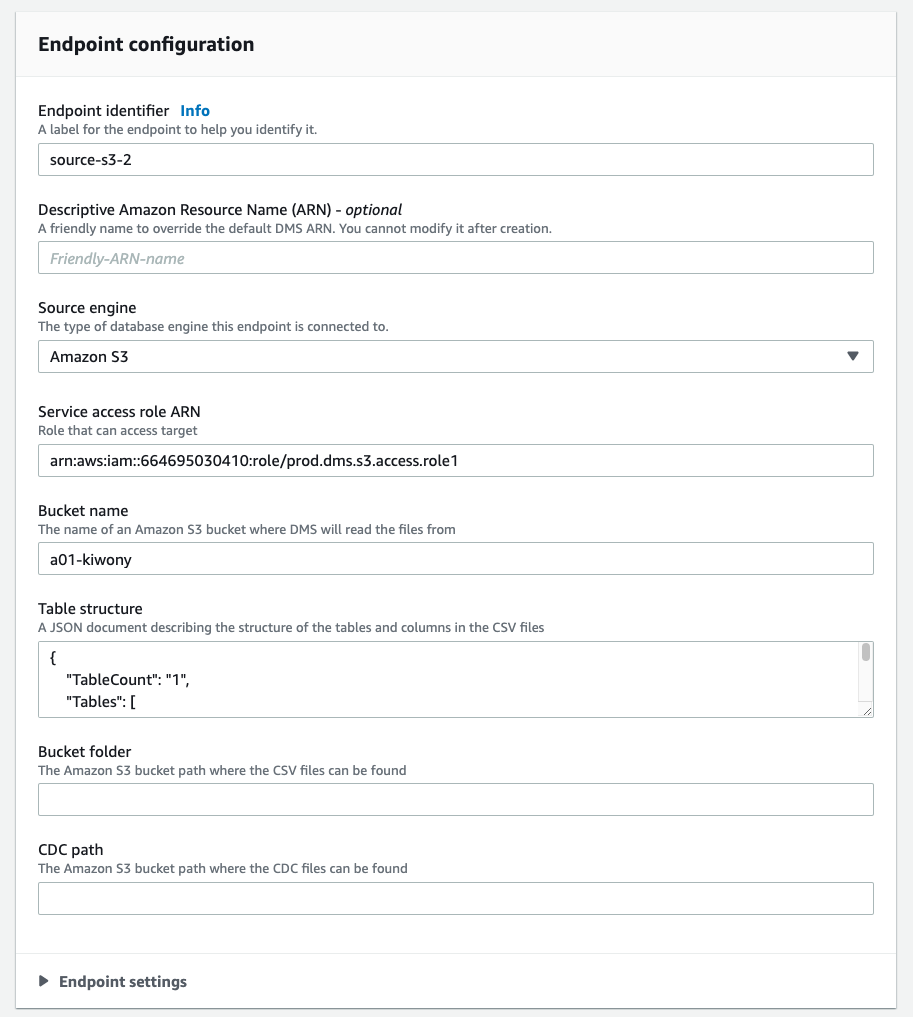 Endpoint configuration
Endpoint identifier Info
A label for the endpoint to help you identify it.
source-s3-2
Descriptive Amazon Resource Name (ARN) - optional
A friendly name to override the default DMS ARN. You cannot modify it after creation.
Friendly-ARN-name
Source engine
The type of database engine this endpoint is connected to.
Amazon S3
Service access role ARN
Role that can access target
arn:aws:iam::664695030410:role/prod.dms.s3.access.role1
Bucket name
The name of an Amazon S3 bucket where DMS will read the files from
a01-kiwony
Table structure
A JSON document describing the structure of the tables and columns in the CSV files
{
"TableCount": "1",
"Tables": [
Bucket folder
The Amazon S3 bucket path where the CSV files can be found
CDC path
The Amazon S3 bucket path where the CDC files can be found
Endpoint settings